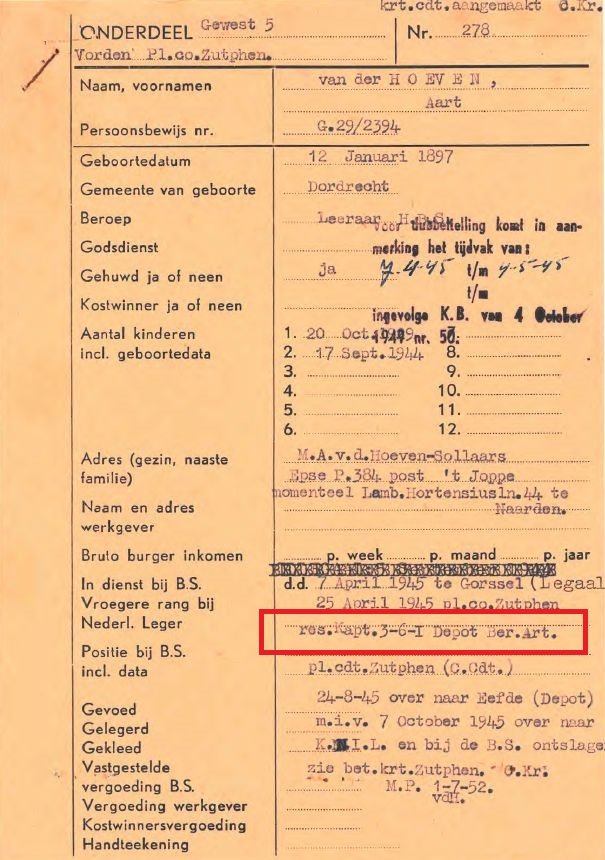 krt.cdt.aangemaakt
ONDERDEEL Gewest 5
Nr. 278
Vorden Pl.co.Zutphen.
Naam, voornamen van der H O E V E N ,
Aart
Persoonsbewijs nr. G.29/2394
Geboortedatum 12 Januari 1897
Gemeente van geboorte Dordrecht
Beroep Leeraar H.B.S.
Voor dubbeltelling komt in aan-
Godsdienst merking het tijdvak van:
Gehuwd ja of neen ja 7-4-45 t/m 4-5-45
t/m
Kostwinner ja of neen
ingevolge K.B. van 4 October
Aantal kinderen 1. 20 Oct.
nr.
incl. geboortedata 2. 17 Sept.1944 8.
3. 9.
4. 10.
5. 11.
6. 12.
Adres (gezin, naaste M.A.v.d.Hoeven-Sollaars
familie) Epse P.384 post 't Joppe
momenteel Lamb.Hortensiusln.44 te
Naam en adres Naarden.
werkgever
Bruto burger inkomen p. week p. maand p. jaar
In dienst bij B.S. d.d. 7 April 1945 te Gorssel (Legaal
Vroegere rang bij 25 April 1945 pl.co.Zutphen
Nederl. Leger res.Kapt.3-6-I Depot Ber.Art.
Positie bij B.S.
incl. data pl.cdt.Zutphen (C.Cdt.)
24-8-45 over naar Eefde (Depot)
Gevoed
Gelegerd m.i.v. 7 October 1945 over naar
Gekleed K.N.I.L. en bij de B.S. ontslage
Vastgestelde zie bet.krt.Zutphen.
vergoeding B.S. M.P. 1-7-52.
vdH.
Vergoeding werkgever
Kostwinnersvergoeding
Handteekening